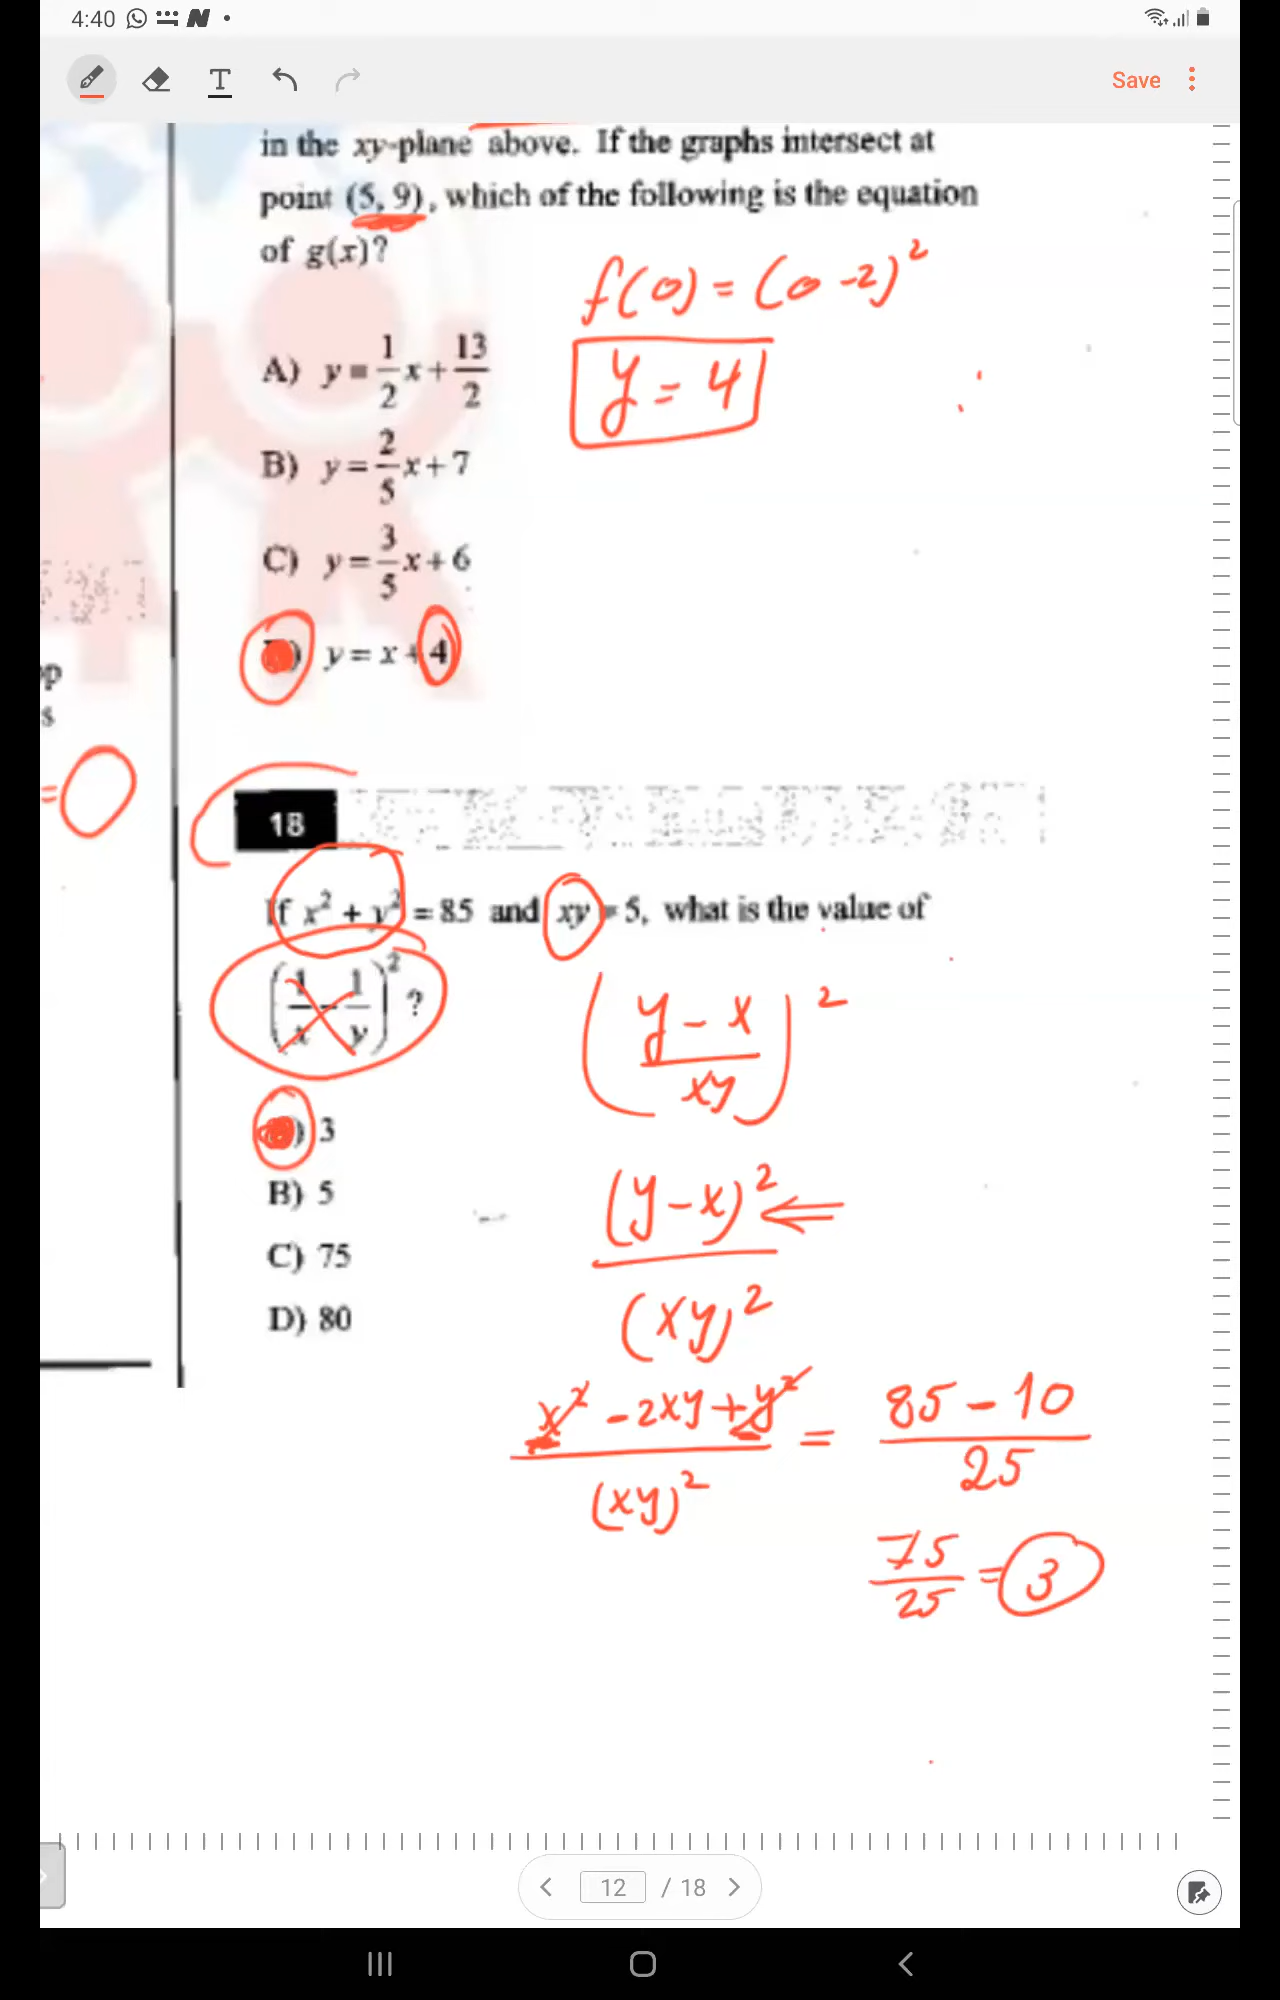 4:40
Save
in the xy-plane above. If the graphs intersect at
point (5, 9), which of the following is the equation
of g(x)?
f(0) = (0 -2)²
y = 4
A) y = 1/2 x + 13/2
B) y = 2/5 x + 7
C) y = 3/5 x + 6
) y = x + 4
p
s
=
18
If x² + y² = 85 and xy = 5, what is the value of
(1/x - 1/y)² ?
(y - x / xy)²
) 3
B) 5
C) 75
D) 80
(y - x)² / (xy)²
x² - 2xy + y² / (xy)² = 85 - 10 / 25
75/25 = 3
12 / 18